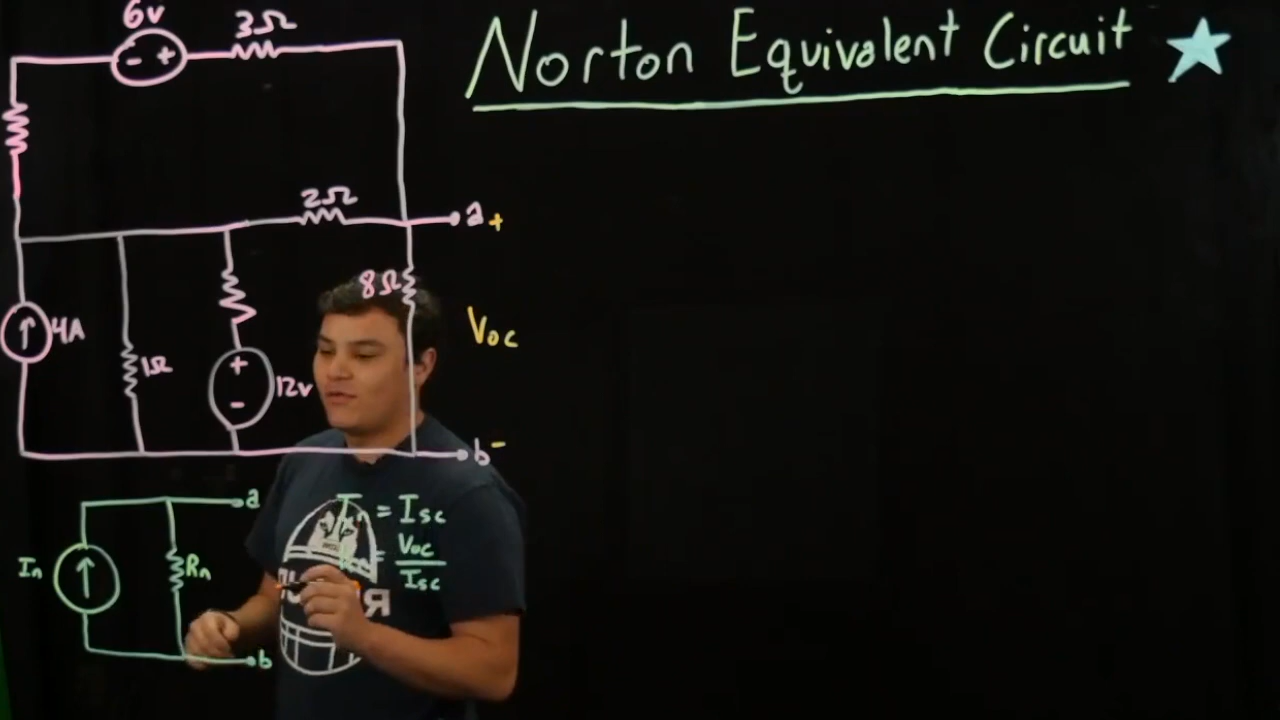 Norton Equivalent Circuit
6v
3Ω
2Ω
a +
8Ω
4A
1Ω
12v
Voc
b -
a
In
Rn
b
= Isc
= Voc
Isc